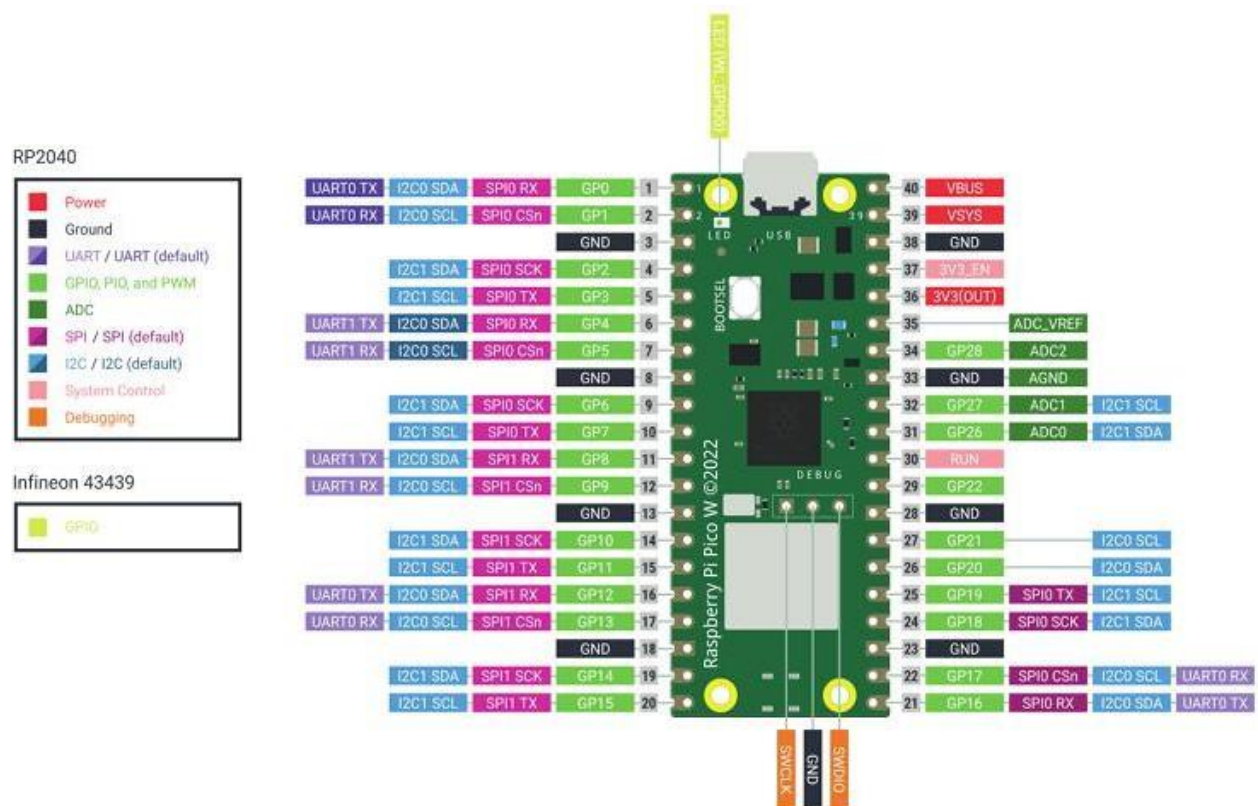 LED (WL_GPIO0)
RP2040
Power
Ground
UART / UART (default)
GPIO, PIO, and PWM
ADC
SPI / SPI (default)
I2C / I2C (default)
System Control
Debugging
Infineon 43439
GPIO
UART0 TX I2C0 SDA SPI0 RX GP0 1
UART0 RX I2C0 SCL SPI0 CSn GP1 2
GND 3
I2C1 SDA SPI0 SCK GP2 4
I2C1 SCL SPI0 TX GP3 5
UART1 TX I2C0 SDA SPI0 RX GP4 6
UART1 RX I2C0 SCL SPI0 CSn GP5 7
GND 8
I2C1 SDA SPI0 SCK GP6 9
I2C1 SCL SPI0 TX GP7 10
UART1 TX I2C0 SDA SPI1 RX GP8 11
UART1 RX I2C0 SCL SPI1 CSn GP9 12
GND 13
I2C1 SDA SPI1 SCK GP10 14
I2C1 SCL SPI1 TX GP11 15
UART0 TX I2C0 SDA SPI1 RX GP12 16
UART0 RX I2C0 SCL SPI1 CSn GP13 17
GND 18
I2C1 SDA SPI1 SCK GP14 19
I2C1 SCL SPI1 TX GP15 20
1
2
39
LED
USB
BOOTSEL
DEBUG
Raspberry Pi Pico W ©2022
40 VBUS
39 VSYS
38 GND
37 3V3_EN
36 3V3(OUT)
35 ADC_VREF
34 GP28 ADC2
33 GND AGND
32 GP27 ADC1 I2C1 SCL
31 GP26 ADC0 I2C1 SDA
30 RUN
29 GP22
28 GND
27 GP21 I2C0 SCL
26 GP20 I2C0 SDA
25 GP19 SPI0 TX I2C1 SCL
24 GP18 SPI0 SCK I2C1 SDA
23 GND
22 GP17 SPI0 CSn I2C0 SCL UART0 RX
21 GP16 SPI0 RX I2C0 SDA UART0 TX
SWCLK
GND
SWDIO